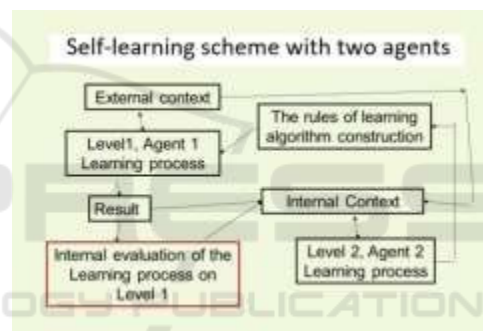 Self-learning scheme with two agents
External context
The rules of learning
algorithm construction
Level1, Agent 1
Learning process
Result
Internal Context
Internal evaluation of the
Learning process on
Level 1
Level 2, Agent 2
Learning process